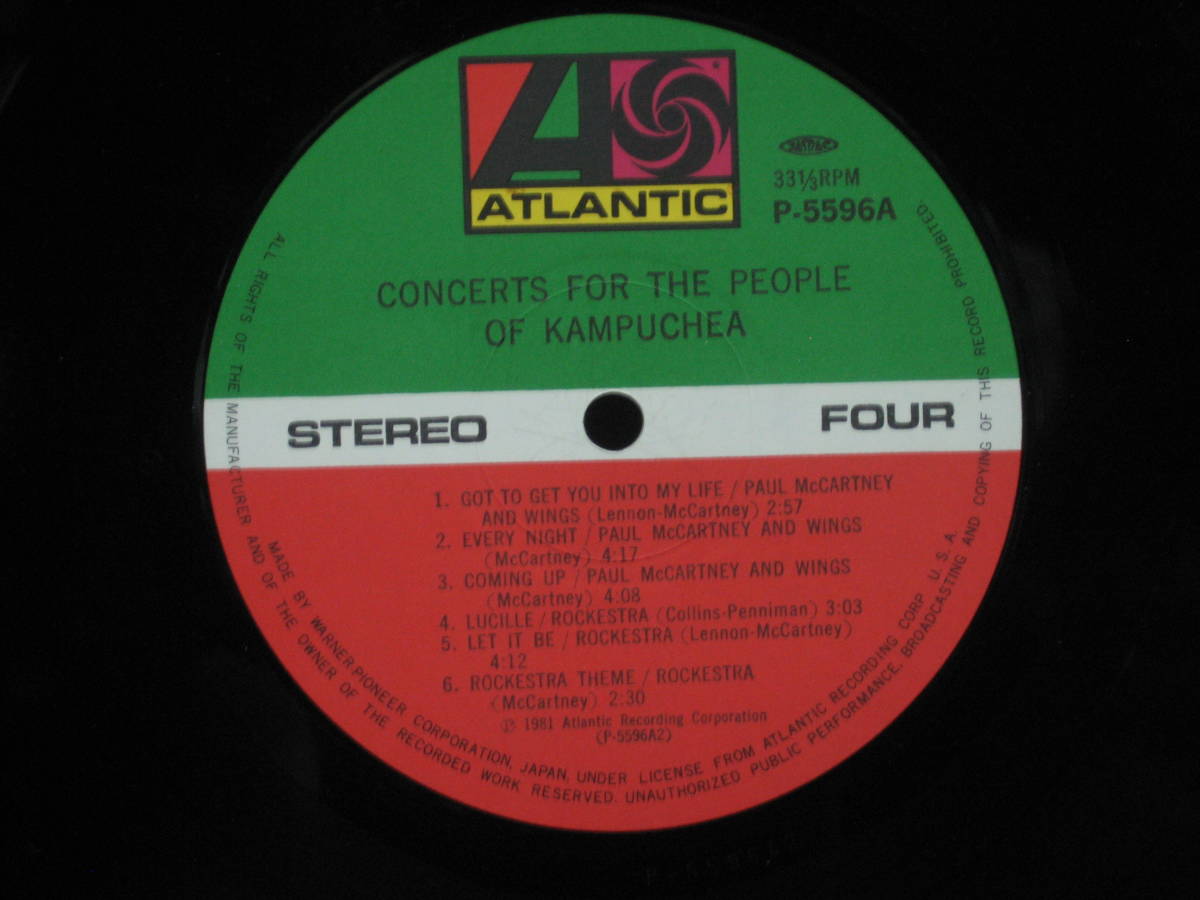 ATLANTIC
33⅓RPM
P-5596A
CONCERTS FOR THE PEOPLE
OF KAMPUCHEA
STEREO
FOUR
1. GOT TO GET YOU INTO MY LIFE / PAUL McCARTNEY
AND WINGS (Lennon-McCartney) 2:57
2. EVERY NIGHT / PAUL McCARTNEY AND WINGS
(McCartney) 4:17
3. COMING UP / PAUL McCARTNEY AND WINGS
(McCartney) 4:08
4. LUCILLE / ROCKESTRA (Collins-Penniman) 3:03
5. LET IT BE / ROCKESTRA (Lennon-McCartney)
4:12
6. ROCKESTRA THEME / ROCKESTRA
(McCartney) 2:30
Ⓟ 1981 Atlantic Recording Corporation
(P-5596A2)
MADE BY WARNER-PIONEER CORPORATION, JAPAN, UNDER LICENSE FROM ATLANTIC RECORDING CORP. U. S. A.
ALL RIGHTS OF THE MANUFACTURER AND OF THE OWNER OF THE RECORDED WORK RESERVED. UNAUTHORIZED PUBLIC PERFORMANCE, BROADCASTING AND COPYING OF THIS RECORD PROHIBITED.